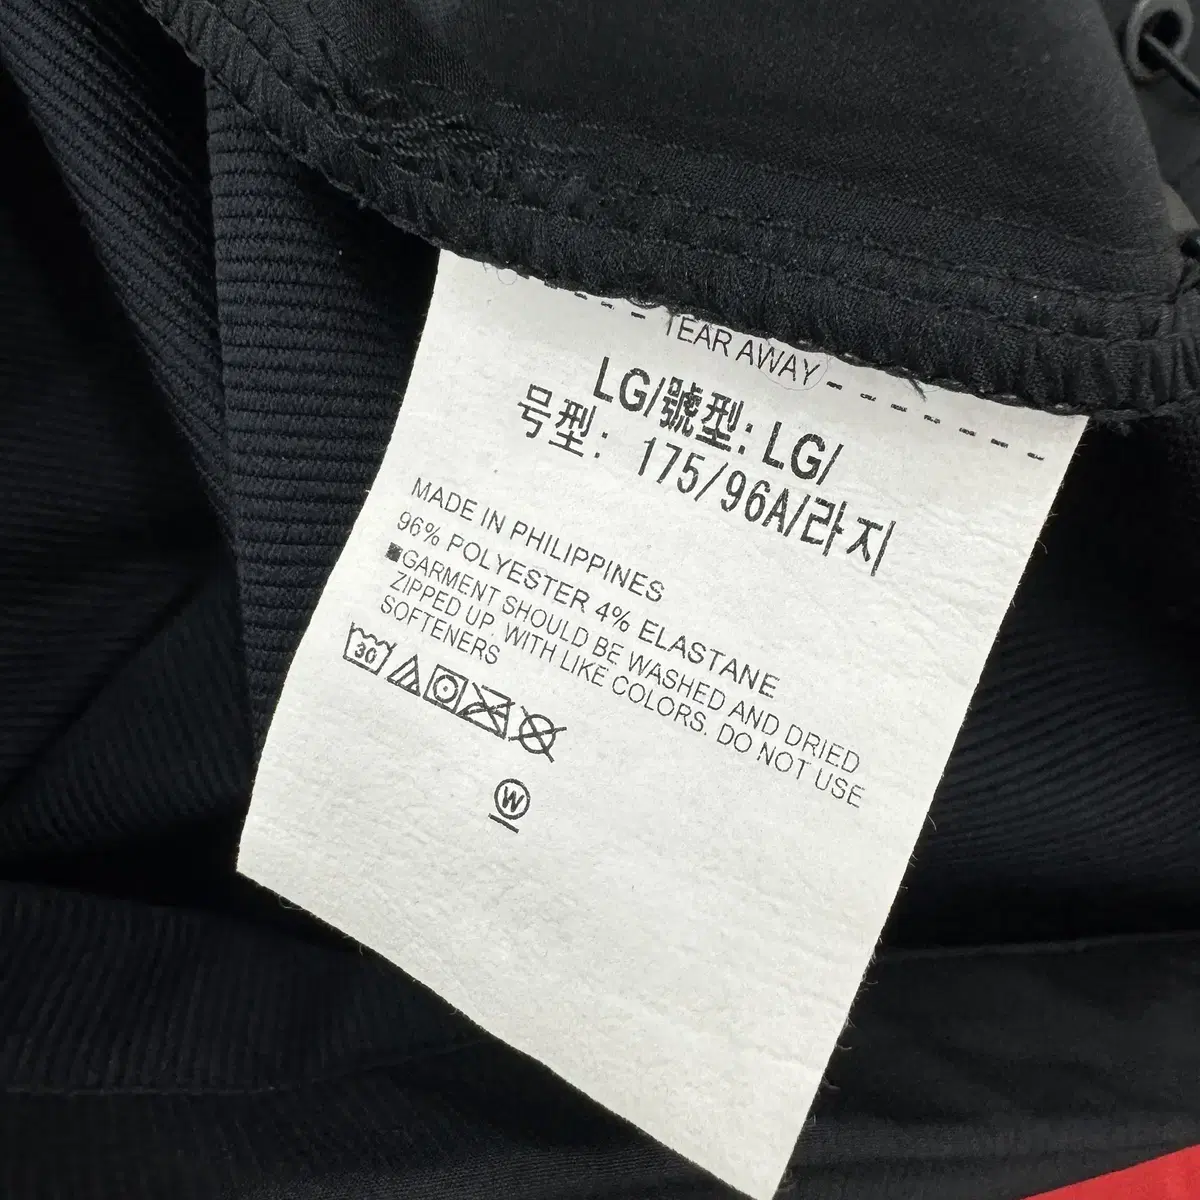 TEAR AWAY
LG/號型: LG/
号型: 175/96A/라지
MADE IN PHILIPPINES
96% POLYESTER 4% ELASTANE
■GARMENT SHOULD BE WASHED AND DRIED
ZIPPED UP, WITH LIKE COLORS. DO NOT USE
SOFTENERS
30
W